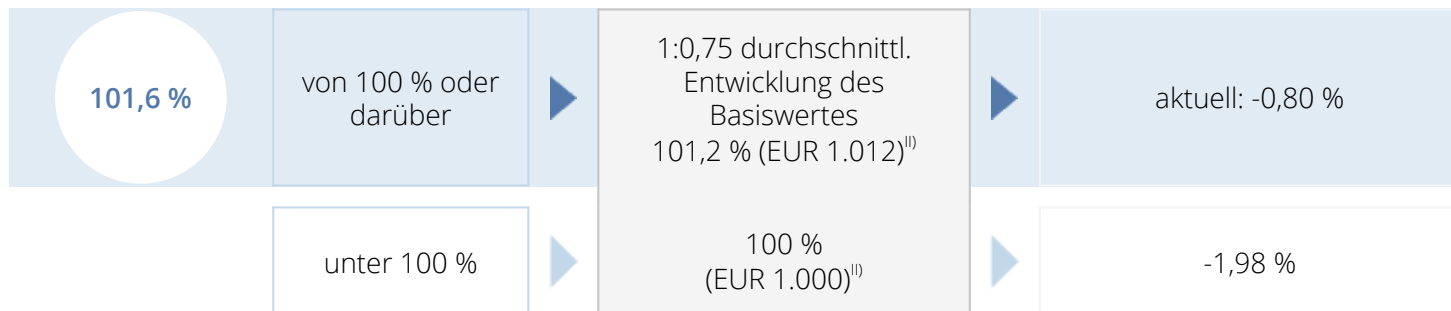 101,6 %
von 100 % oder
darüber
1:0,75 durchschnittl.
Entwicklung des
Basiswertes
101,2 % (EUR 1.012)II)
aktuell: -0,80 %
unter 100 %
100 %
(EUR 1.000)II)
-1,98 %